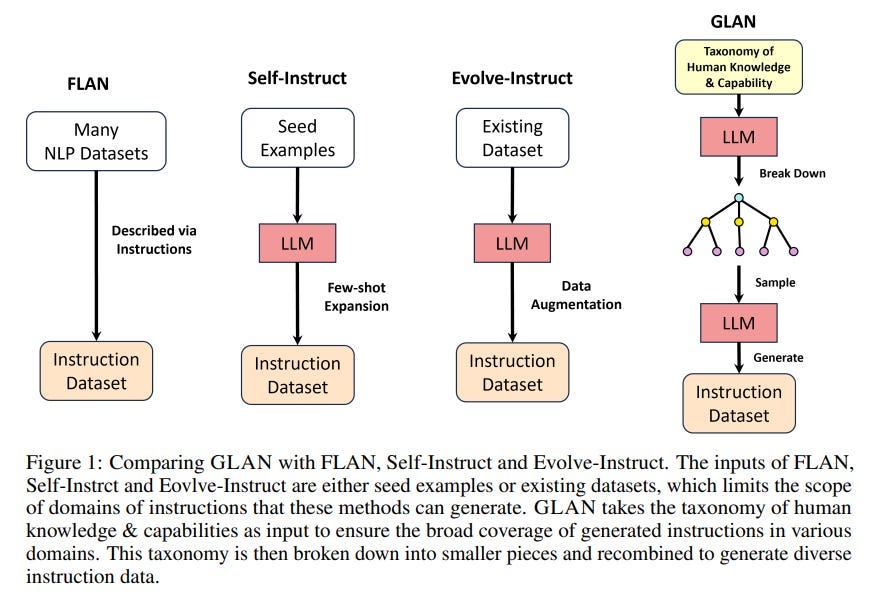 FLAN
Many
NLP Datasets
Described via
Instructions
Instruction
Dataset
Self-Instruct
Seed
Examples
LLM
Few-shot
Expansion
Instruction
Dataset
Evolve-Instruct
Existing
Dataset
LLM
Data
Augmentation
Instruction
Dataset
GLAN
Taxonomy of
Human Knowledge
& Capability
LLM
Break Down
Sample
LLM
Generate
Instruction
Dataset
Figure 1: Comparing GLAN with FLAN, Self-Instruct and Evolve-Instruct. The inputs of FLAN,
Self-Instrct and Eovlve-Instruct are either seed examples or existing datasets, which limits the scope
of domains of instructions that these methods can generate. GLAN takes the taxonomy of human
knowledge & capabilities as input to ensure the broad coverage of generated instructions in various
domains. This taxonomy is then broken down into smaller pieces and recombined to generate diverse
instruction data.